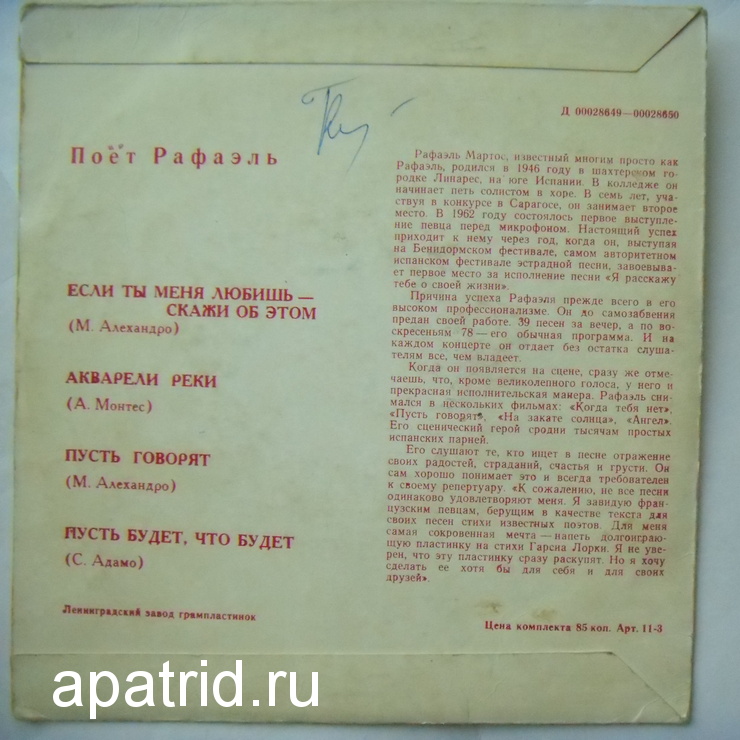 Д 00028649—00028650
Поёт Рафаэль
ЕСЛИ ТЫ МЕНЯ ЛЮБИШЬ —
СКАЖИ ОБ ЭТОМ
(М. Алехандро)
АКВАРЕЛИ РЕКИ
(А. Монтес)
ПУСТЬ ГОВОРЯТ
(М. Алехандро)
ПУСТЬ БУДЕТ, ЧТО БУДЕТ
(С. Адамо)
Ленинградский завод грампластинок
Рафаэль Мартос, известный многим просто как
Рафаэль, родился в 1946 году в шахтерском го-
родке Липарес, на юге Испании. В колледже он
начинает петь солистом в хоре. В семь лет, уча-
ствуя в конкурсе в Сарагосе, он занимает второе
место. В 1962 году состоялось первое выступле-
ние певца перед микрофоном. Настоящий успех
приходит к нему через год, когда он, выступая
на Бенидормском фестивале, самом авторитетном
испанском фестивале эстрадной песни, завоевыва-
ет первое место за исполнение песни «Я расскажу
тебе о своей жизни».
Причина успеха Рафаэля прежде всего в его
высоком профессионализме. Он до самозабвения
предан своей работе. 39 песен за вечер, а по во-
скресеньям 78 — его обычная программа. И на
каждом концерте он отдает без остатка слуша-
телям все, чем владеет.
Когда он появляется на сцене, сразу же отме-
чаешь, что, кроме великолепного голоса, у него и
прекрасная исполнительская манера. Рафаэль сни-
мался в нескольких фильмах: «Когда тебя нет»,
«Пусть говорят», «На закате солнца», «Ангел».
Его сценический герой сродни тысячам простых
испанских парней.
Его слушают те, кто ищет в песне отражение
своих радостей, страданий, счастья и грусти. Он
сам хорошо понимает это и всегда требователен
к своему репертуару. «К сожалению, не все песни
одинаково удовлетворяют меня. Я завидую фран-
цузским певцам, берущим в качестве текста для
своих песен стихи известных поэтов. Для меня
самая сокровенная мечта — напеть долгоиграю-
щую пластинку на стихи Гарсиа Лорки. Я не уве-
рен, что эту пластинку сразу раскупят. Но я хочу
сделать ее хотя бы для себя и для своих
друзей».
Цена комплекта 85 коп. Арт. 11-3
apatrid.ru